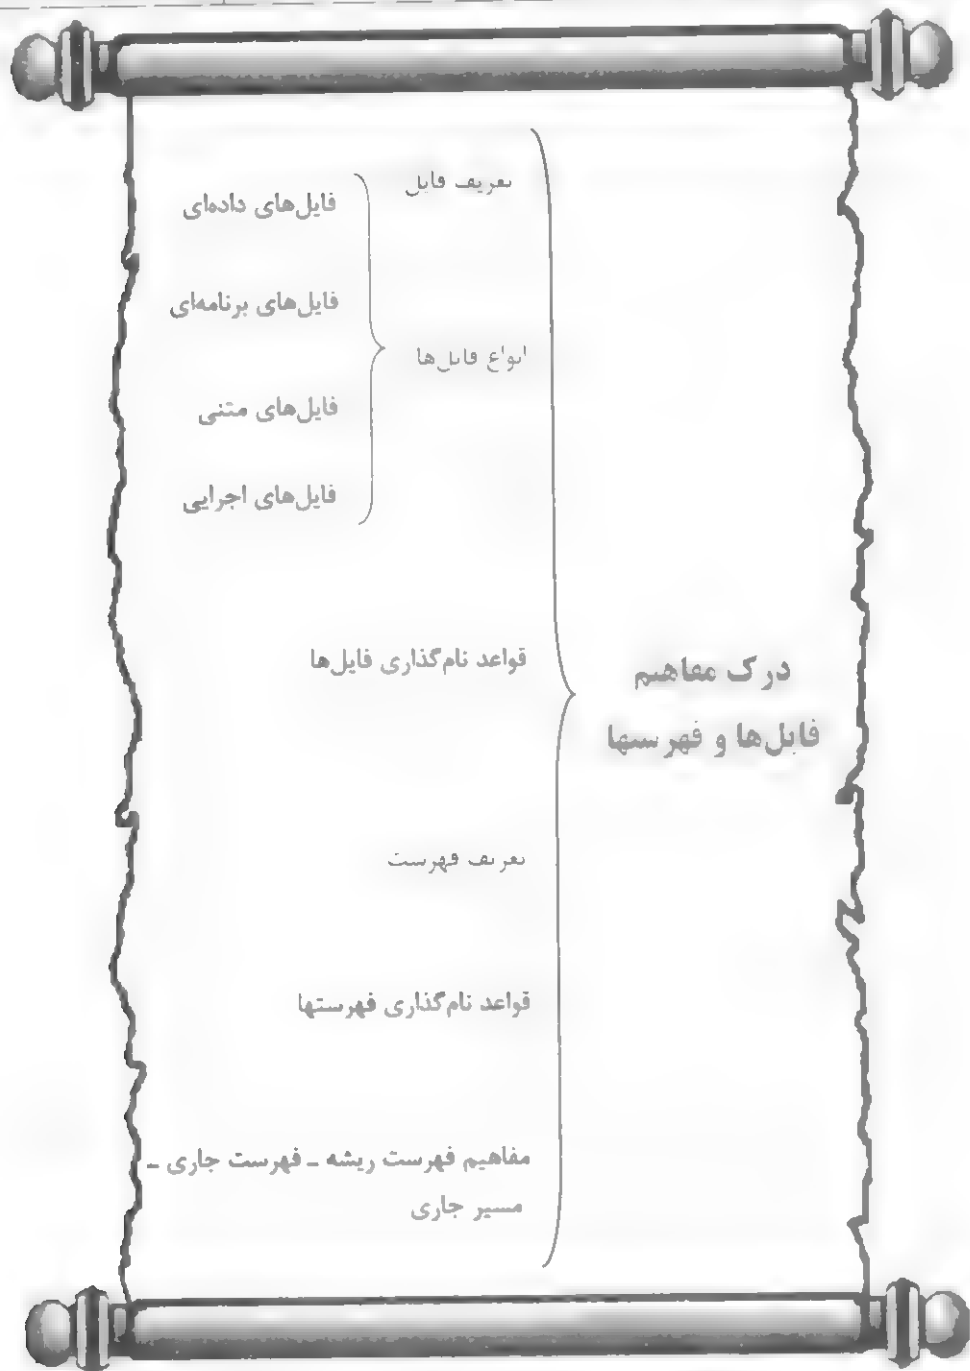 درک مفاهیم
فایل‌ها و فهرستها
تعریف فایل
انواع فایل‌ها
فایل‌های داده‌ای
فایل‌های برنامه‌ای
فایل‌های متنی
فایل‌های اجرایی
قواعد نام‌گذاری فایل‌ها
تعریف فهرست
قواعد نام‌گذاری فهرستها
مفاهیم فهرست ریشه ـ فهرست جاری ـ
مسیر جاری